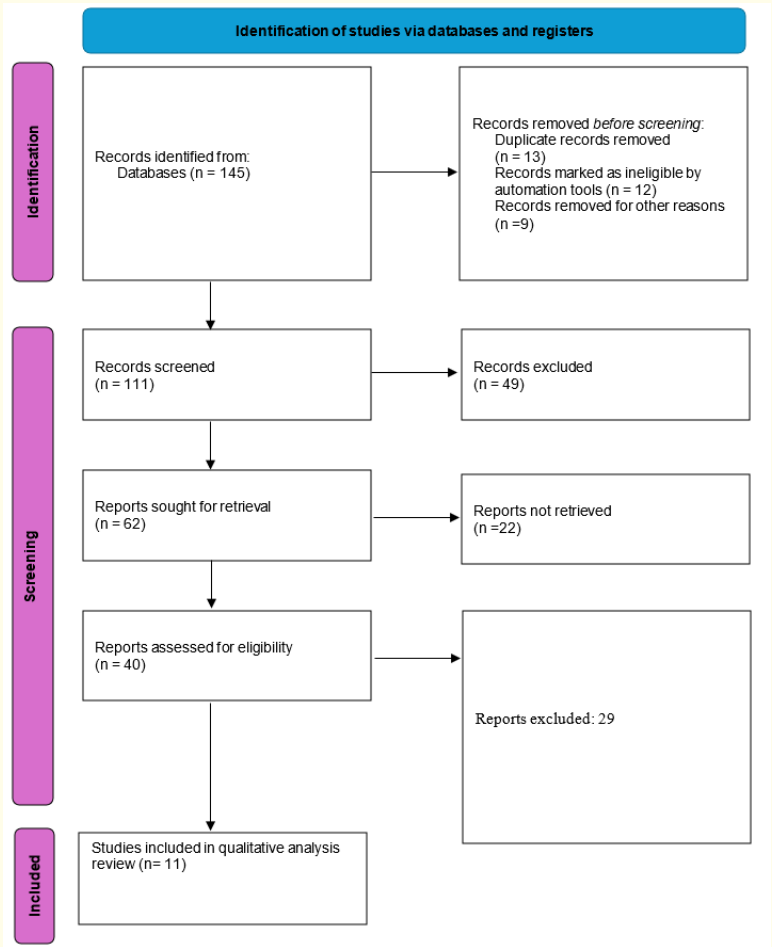 Identification of studies via databases and registers
Identification
Records identified from:
Databases (n = 145)
Records removed before screening:
Duplicate records removed
(n = 13)
Records marked as ineligible by
automation tools (n = 12)
Records removed for other reasons
(n =9)
Screening
Records screened
(n = 111)
Records excluded
(n = 49)
Reports sought for retrieval
(n = 62)
Reports not retrieved
(n =22)
Reports assessed for eligibility
(n = 40)
Reports excluded: 29
Included
Studies included in qualitative analysis
review (n= 11)